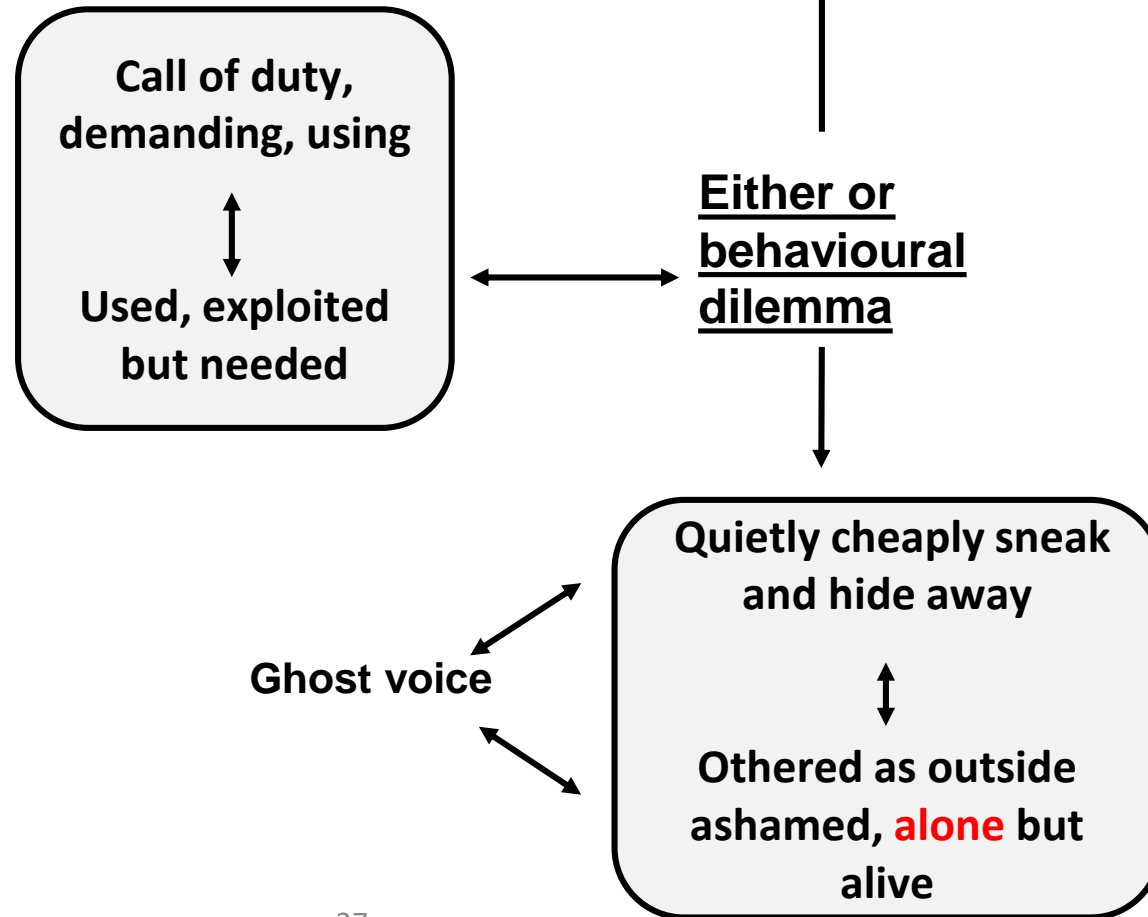 Call of duty,
demanding, using
Used, exploited
but needed
Either or
behavioural
dilemma
Quietly cheaply sneak
and hide away
Ghost voice
Othered as outside
ashamed, alone but
alive